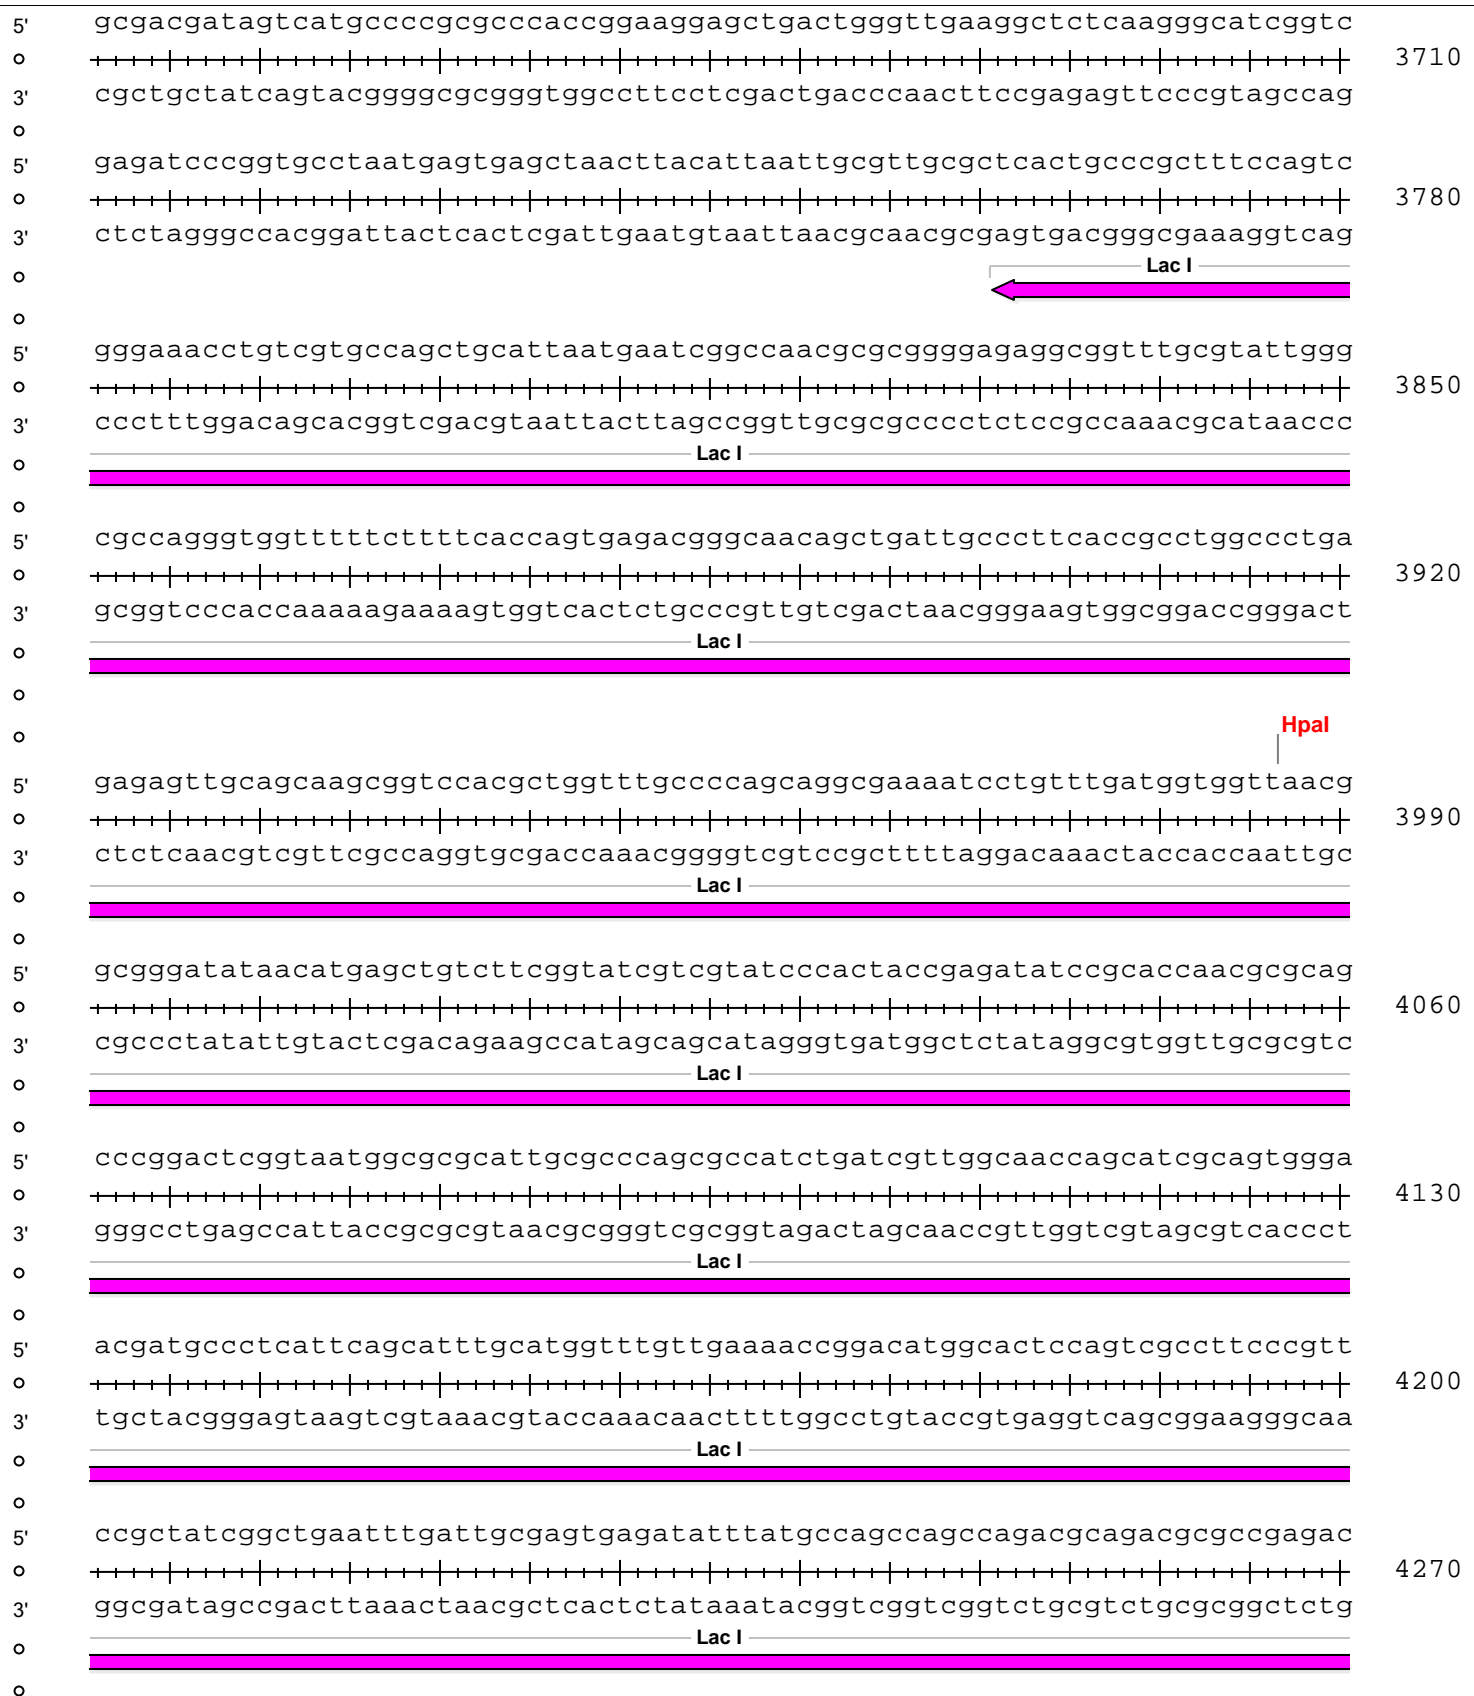 5' gcgacgatagtcatgccccgcgcccaccggaaggagctgactgggttgaaggctctcaagggcatcggtc
3710
3' cgctgctatcagtacggggcgcgggtggccttcctcgactgacccaacttccgagagttcccgtagccag
5' gagatcccggtgcctaatgagtgagctaacttacattaattgcgttgcgctcactgcccgctttccagtc
3780
3' ctctagggccacggattactcactcgattgaatgtaattaacgcaacgcgagtgacgggcgaaaggtcag
Lac I
5' gggaaacctgtcgtgccagctgcattaatgaatcggccaacgcgcggggagaggcggtttgcgtattggg
3850
3' ccctttggacagcacggtcgacgtaattacttagccggttgcgcgcccctctccgccaaacgcataaccc
Lac I
5' cgccagggtggtttttcttttcaccagtgagacgggcaacagctgattgcccttcaccgcctggccctga
3920
3' gcggtcccaccaaaaagaaaagtggtcactctgcccgttgtcgactaacgggaagtggcggaccgggact
Lac I
HpaI
5' gagagttgcagcaagcggtccacgctggtttgccccagcaggcgaaaatcctgtttgatggtggttaacg
3990
3' ctctcaacgtcgttcgccaggtgcgaccaaacggggtcgtccgcttttaggacaaactaccaccaattgc
Lac I
5' gcgggatataacatgagctgtcttcggtatcgtcgtatcccactaccgagatatccgcaccaacgcgcag
4060
3' cgccctatattgtactcgacagaagccatagcagcatagggtgatggctctataggcgtggttgcgcgtc
Lac I
5' cccggactcggtaatggcgcgcattgcgcccagcgccatctgatcgttggcaaccagcatcgcagtggga
4130
3' gggcctgagccattaccgcgcgtaacgcgggtcgcggtagactagcaaccgttggtcgtagcgtcaccct
Lac I
5' acgatgccctcattcagcatttgcatggtttgttgaaaaccggacatggcactccagtcgccttcccgtt
4200
3' tgctacgggagtaagtcgtaaacgtaccaaacaacttttggcctgtaccgtgaggtcagcggaagggcaa
Lac I
5' ccgctatcggctgaatttgattgcgagtgagatatttatgccagccagccagacgcagacgcgccgagac
4270
3' ggcgatagccgacttaaactaacgctcactctataaatacggtcggtcggtctgcgtctgcgcggctctg
Lac I